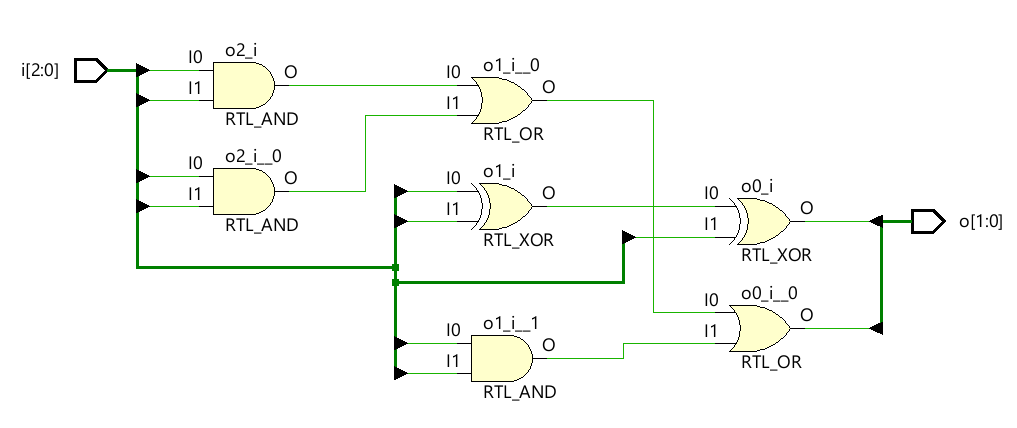 i[2:0]
o2_i
I0
I1
O
RTL_AND
o2_i__0
I0
I1
O
RTL_AND
o1_i__0
I0
I1
O
RTL_OR
o1_i
I0
I1
O
RTL_XOR
o1_i__1
I0
I1
O
RTL_AND
o0_i
I0
I1
O
RTL_XOR
o0_i__0
I0
I1
O
RTL_OR
o[1:0]